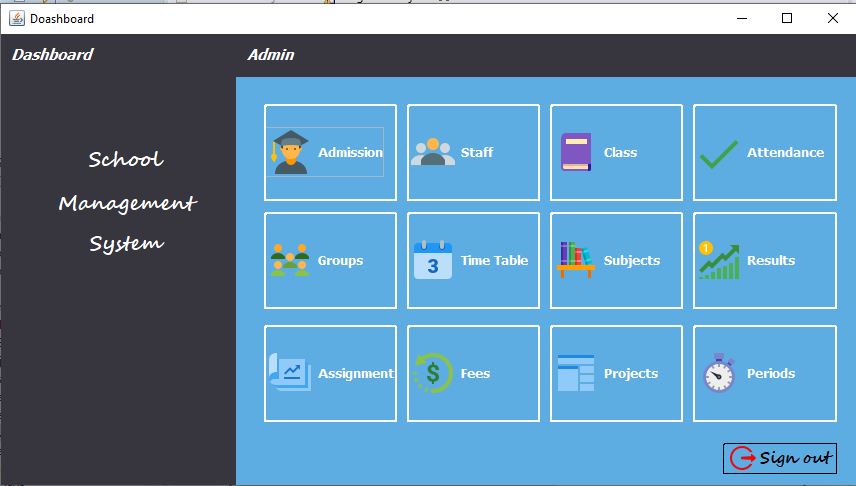 Doashboard
Dashboard
Admin
School
Management
System
Admission
Staff
Class
Attendance
Groups
3
Time Table
Subjects
1
Results
Assignment
$
Fees
Projects
Periods
Sign out